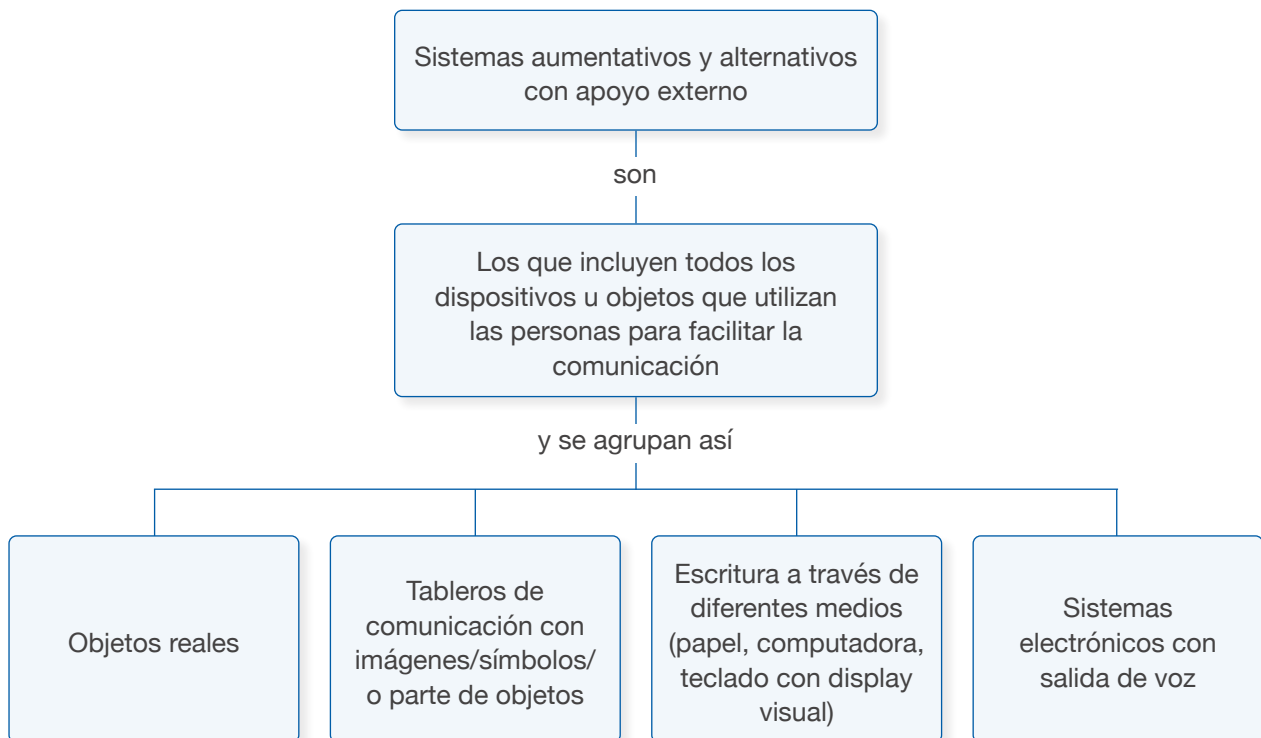 Sistemas aumentativos y alternativos
con apoyo externo
son
Los que incluyen todos los
dispositivos u objetos que utilizan
las personas para facilitar la
comunicación
y se agrupan así
Objetos reales
Tableros de
comunicación con
imágenes/símbolos/
o parte de objetos
Escritura a través de
diferentes medios
(papel, computadora,
teclado con display
visual)
Sistemas
electrónicos con
salida de voz